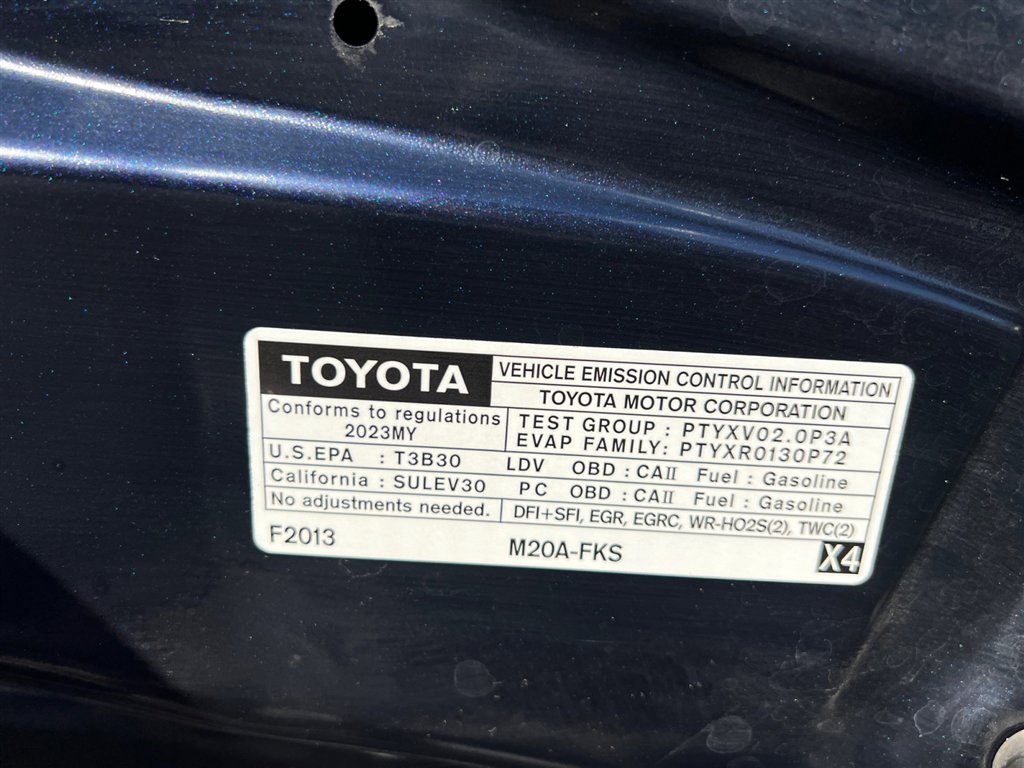 TOYOTA
VEHICLE EMISSION CONTROL INFORMATION
TOYOTA MOTOR CORPORATION
Conforms to regulations
2023MY
TEST GROUP : PTYXV02.0P3A
EVAP FAMILY: PTYXR0130P72
U.S.EPA : T3B30 LDV OBD : CAII Fuel : Gasoline
California : SULEV30 PC OBD : CAII Fuel : Gasoline
No adjustments needed. DFI+SFI, EGR, EGRC, WR-HO2S(2), TWC(2)
F2013 M20A-FKS X4